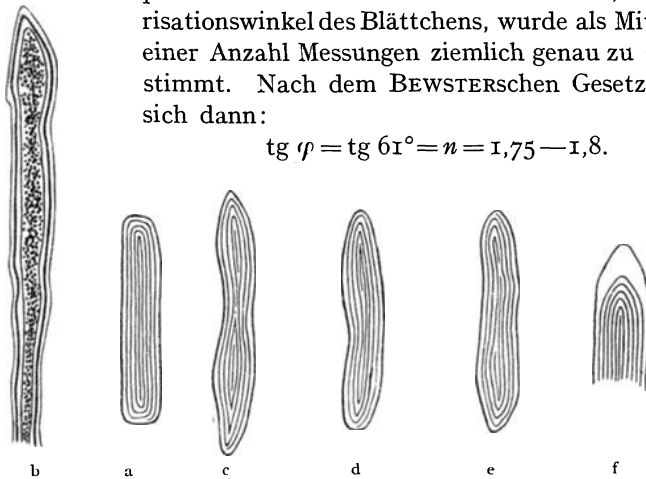 risationswinkel des Blättchens, wurde als Mi
einer Anzahl Messungen ziemlich genau zu
stimmt. Nach dem BEWSTERschen Gesetz
sich dann:
tg φ = tg 61° = n = 1,75—1,8.
b a c d e f